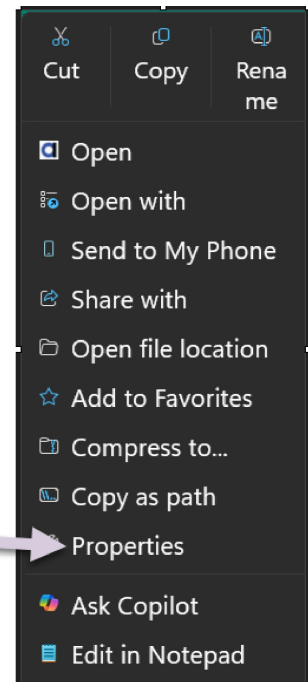 Cut Copy Rena
me
Open
Open with
Send to My Phone
Share with
Open file location
Add to Favorites
Compress to...
Copy as path
Properties
Ask Copilot
Edit in Notepad